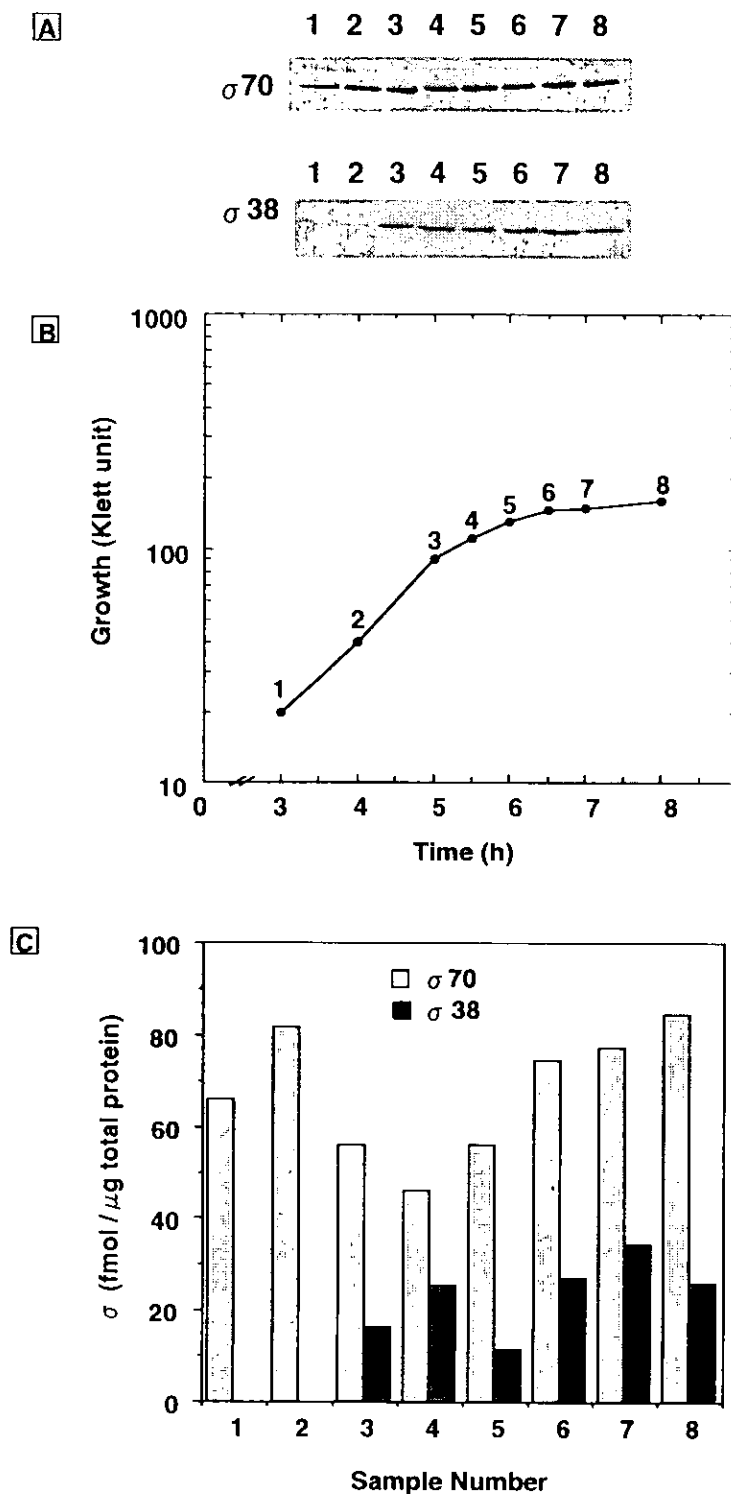 A
1 2 3 4 5 6 7 8
σ70
1 2 3 4 5 6 7 8
σ 38
B
1000
100
10
Growth (Klett unit)
1
2
3
4
5
6
7
8
0 3 4 5 6 7 8
Time (h)
C
100
80
60
40
20
0
σ (fmol / μg total protein)
σ 70
σ 38
1 2 3 4 5 6 7 8
Sample Number